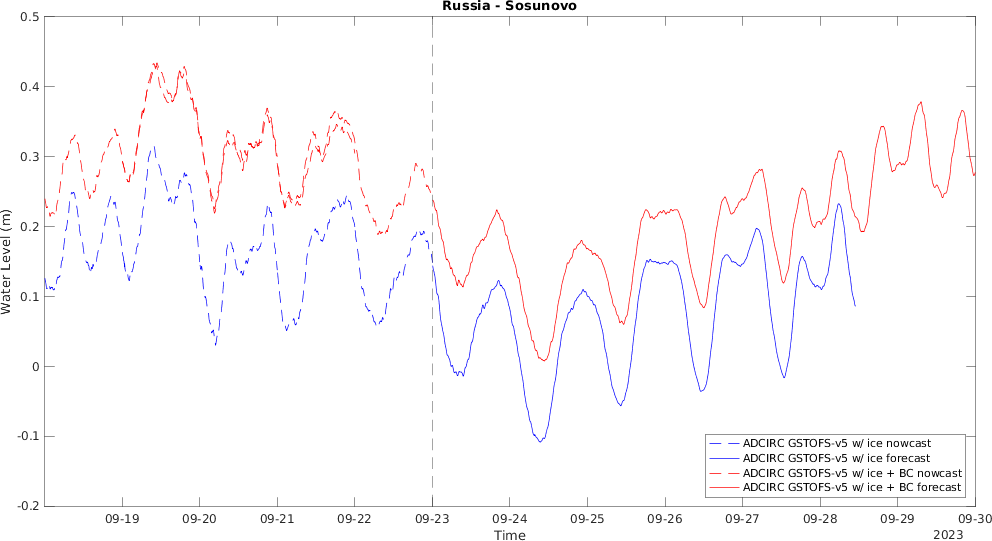 Russia - Sosunovo
0.5
0.4
0.3
0.2
0.1
0
-0.1
-0.2
Water Level (m)
ADCIRC GSTOFS-v5 w/ ice nowcast
ADCIRC GSTOFS-v5 w/ ice forecast
ADCIRC GSTOFS-v5 w/ ice + BC nowcast
ADCIRC GSTOFS-v5 w/ ice + BC forecast
09-19 09-20 09-21 09-22 09-23 09-24 09-25 09-26 09-27 09-28 09-29 09-30
Time
2023